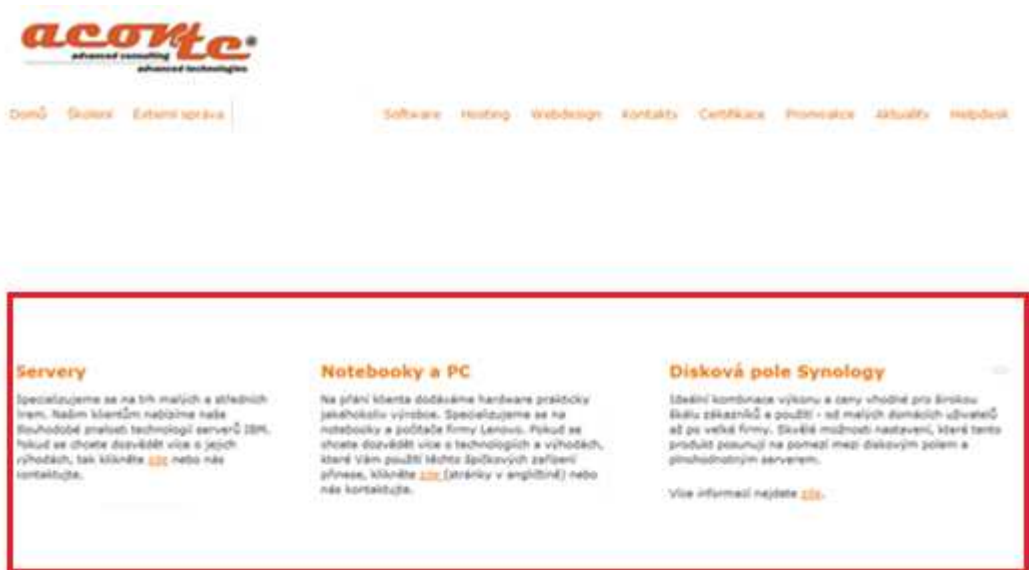 acontc®
advanced consulting
advanced technologies
Domů Školení Externí správa Software Hosting Webdesign Kontakty Certifikace Promoakce Aktuality Helpdesk
Servery
Specializujeme se na trh malých a středních
firem. Našim klientům nabízíme naše
dlouhodobé znalosti technologií serverů IBM.
Pokud se chcete dozvědět více o jejich
výhodách, tak klikněte zde nebo nás
kontaktujte.
Notebooky a PC
Na přání klienta dodáváme hardware prakticky
jakéhokoliv výrobce. Specializujeme se na
notebooky a počítače firmy Lenovo. Pokud se
chcete dozvědět více o technologiích a výhodách,
které Vám použití těchto špičkových zařízení
přinese, klikněte zde (stránky v angličtině) nebo
nás kontaktujte.
Disková pole Synology
Ideální kombinace výkonu a ceny vhodné pro širokou
škálu zákazníků a použití - od malých domácích uživatelů
až po velké firmy. Skvělé možnosti nastavení, které tento
produkt posunují na pomezí mezi diskovým polem a
plnohodnotným serverem.
Více informací nejdete zde.